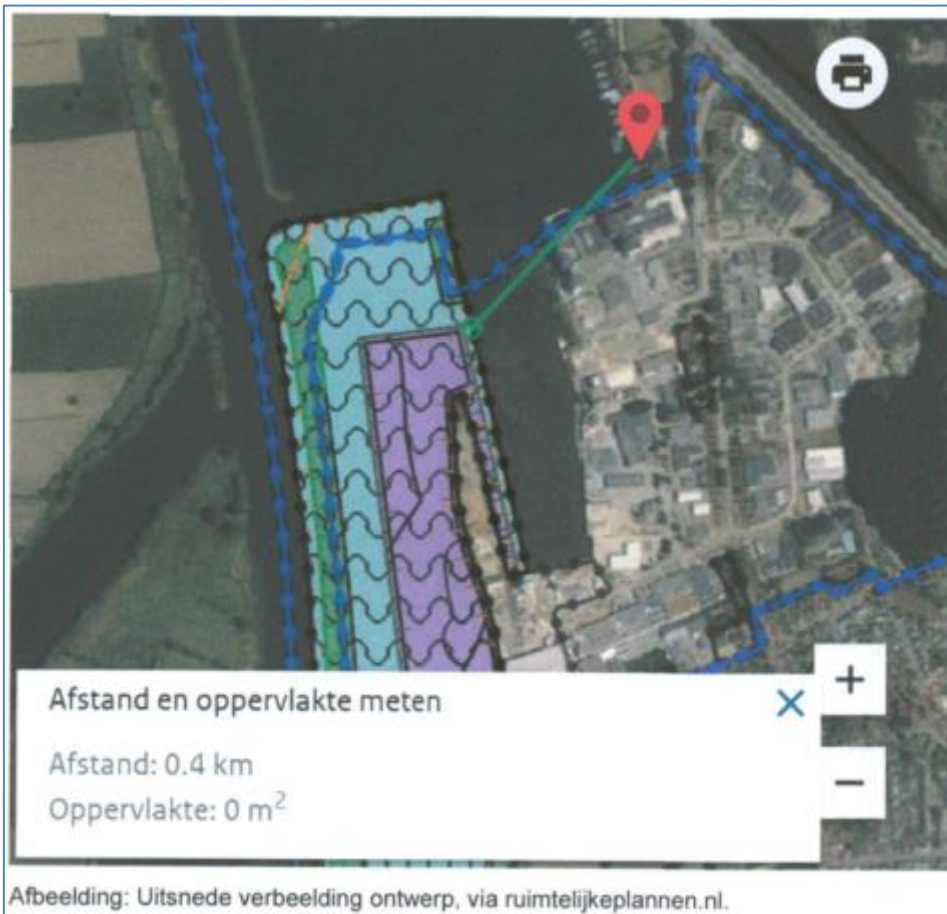 Afstand en oppervlakte meten
Afstand: 0.4 km
Oppervlakte: 0 m²
Afbeelding: Uitsnede verbeelding ontwerp, via ruimtelijkeplannen.nl.